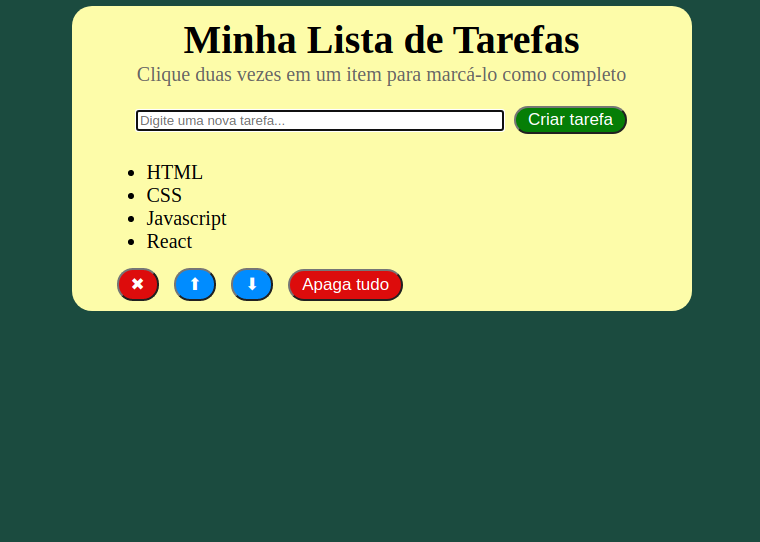 Minha Lista de Tarefas
Clique duas vezes em um item para marcá-lo como completo
Digite uma nova tarefa... Criar tarefa
HTML
CSS
Javascript
React
✖ ⬆ ⬇ Apaga tudo